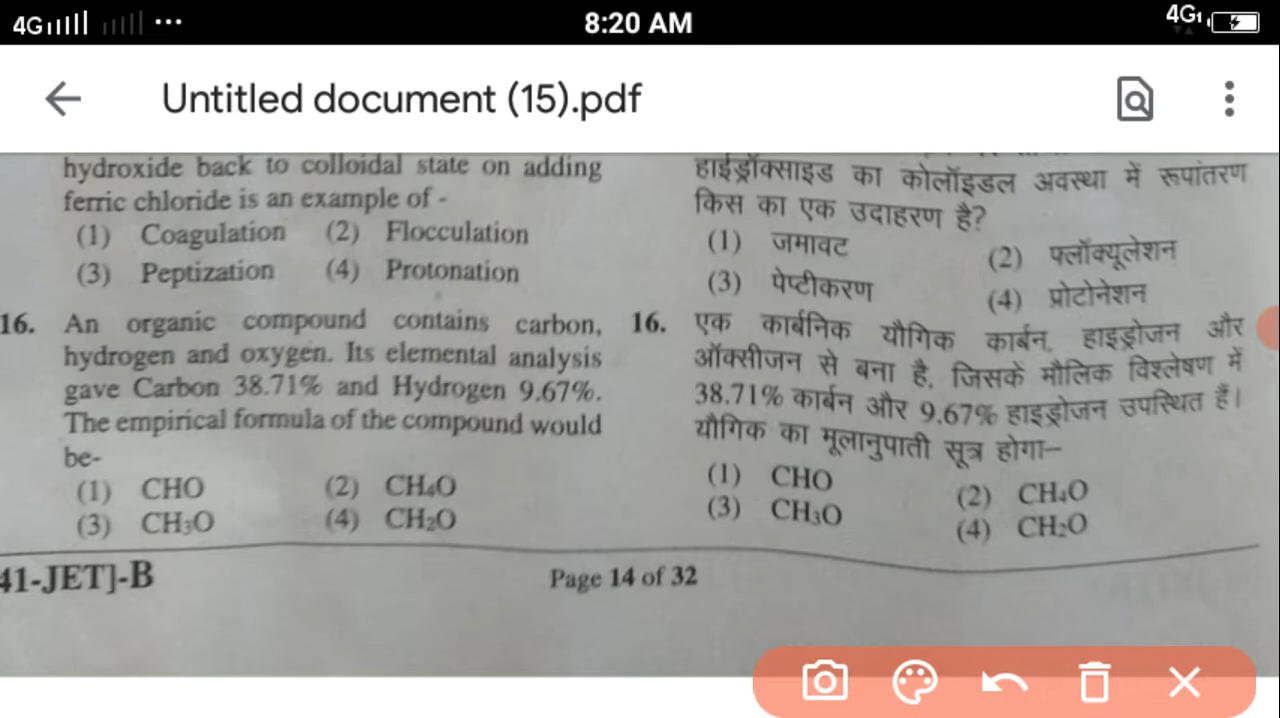 4G ... 8:20 AM 4G1
Untitled document (15).pdf
hydroxide back to colloidal state on adding
ferric chloride is an example of -
(1) Coagulation (2) Flocculation
(3) Peptization (4) Protonation
16. An organic compound contains carbon,
hydrogen and oxygen. Its elemental analysis
gave Carbon 38.71% and Hydrogen 9.67%.
The empirical formula of the compound would
be-
(1) CHO (2) CH₄O
(3) CH₃O (4) CH₂O
हाईड्रॉक्साइड का कोलॉइडल अवस्था में रूपांतरण
किस का एक उदाहरण है?
(1) जमावट (2) फ्लॉक्यूलेशन
(3) पेप्टीकरण (4) प्रोटोनेशन
16. एक कार्बनिक यौगिक कार्बन, हाइड्रोजन और
ऑक्सीजन से बना है, जिसकें मौलिक विश्लेषण में
38.71% कार्बन और 9.67% हाइड्रोजन उपस्थित हैं।
यौगिक का मूलानुपाती सूत्र होगा–
(1) CHO (2) CH₄O
(3) CH₃O (4) CH₂O
41-JET]-B Page 14 of 32